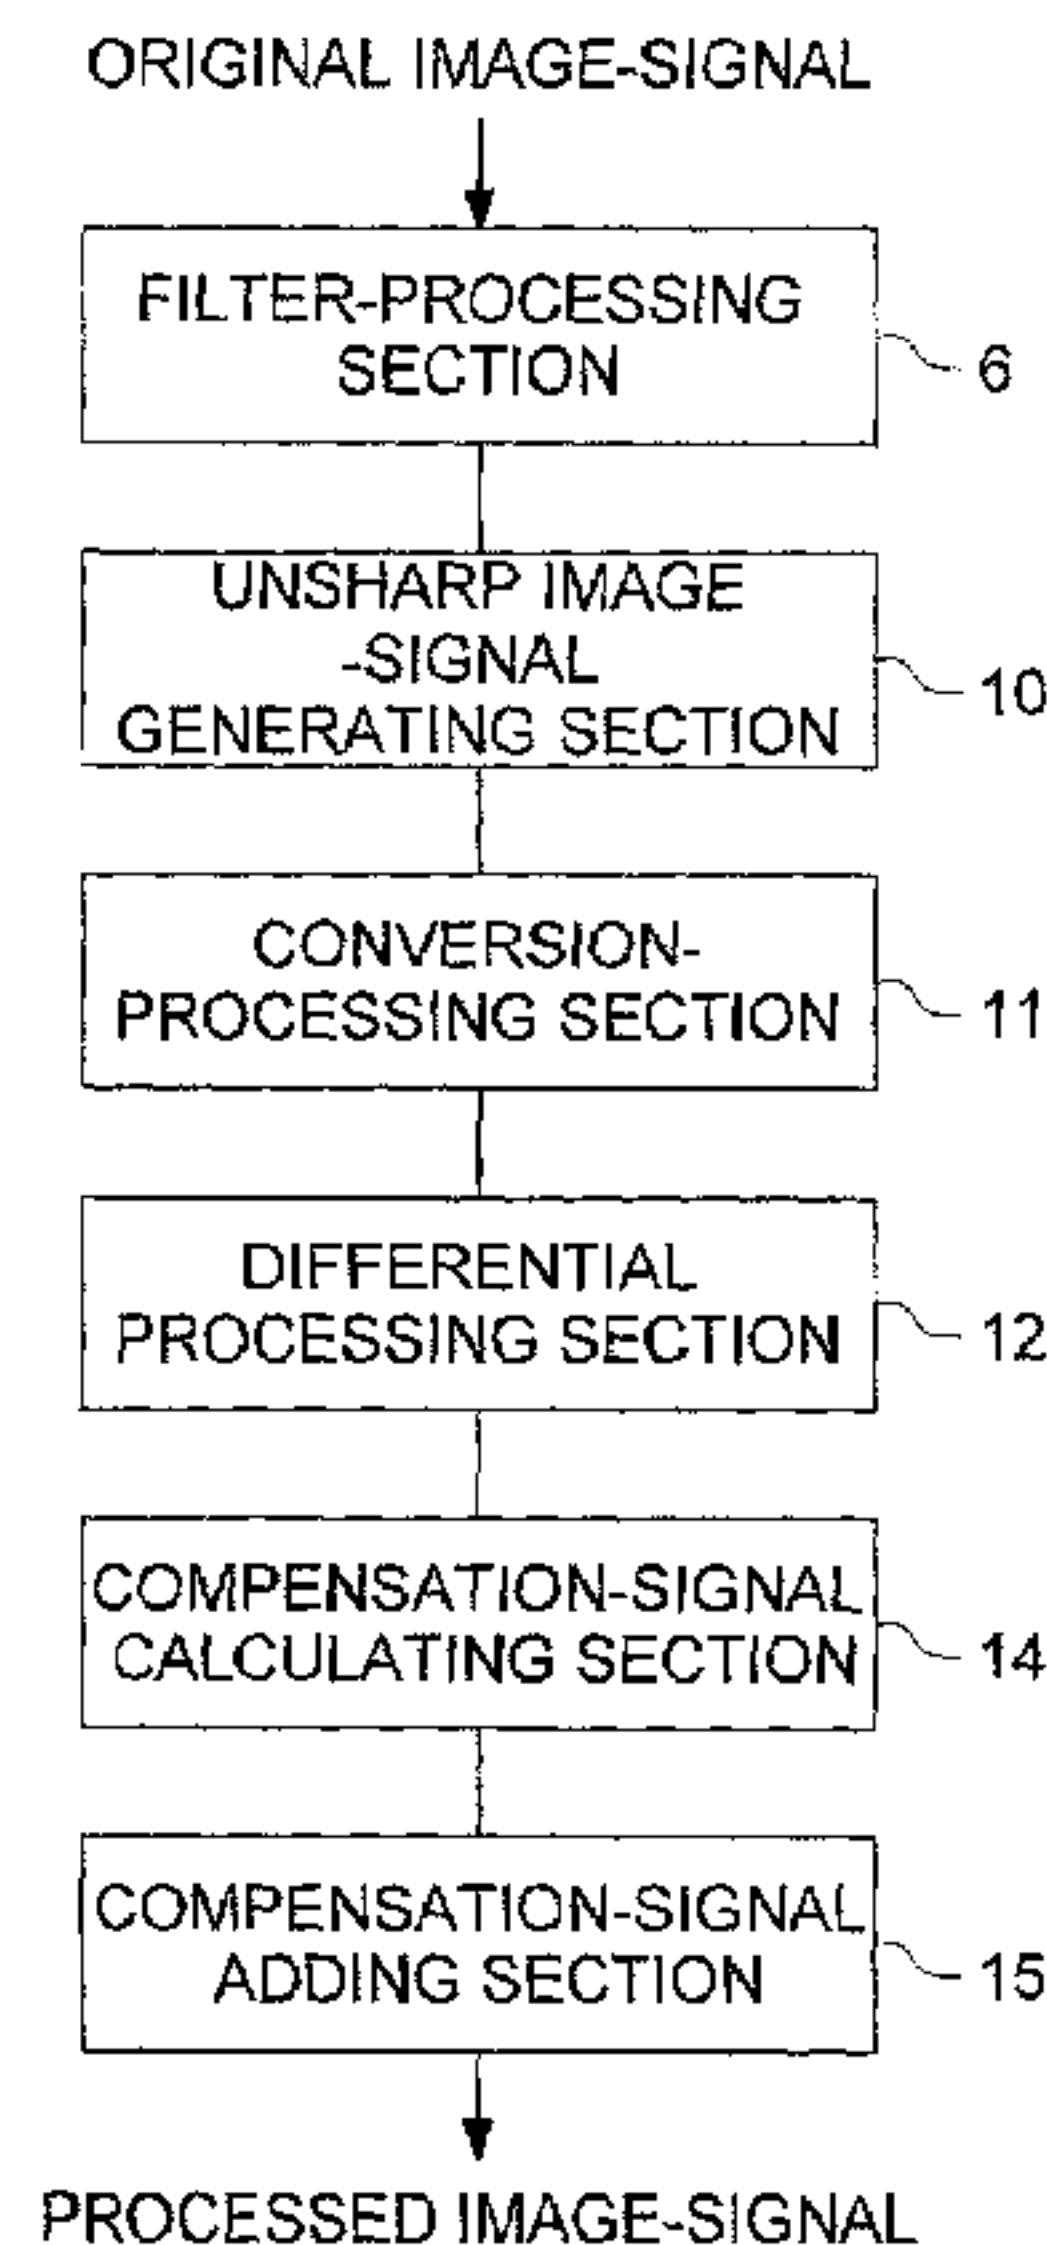 ORIGINAL IMAGE-SIGNAL
FILTER-PROCESSING
SECTION
6
UNSHARP IMAGE
-SIGNAL
GENERATING SECTION
10
CONVERSION-
PROCESSING SECTION
11
DIFFERENTIAL
PROCESSING SECTION
12
COMPENSATION-SIGNAL
CALCULATING SECTION
14
COMPENSATION-SIGNAL
ADDING SECTION
15
PROCESSED IMAGE-SIGNAL